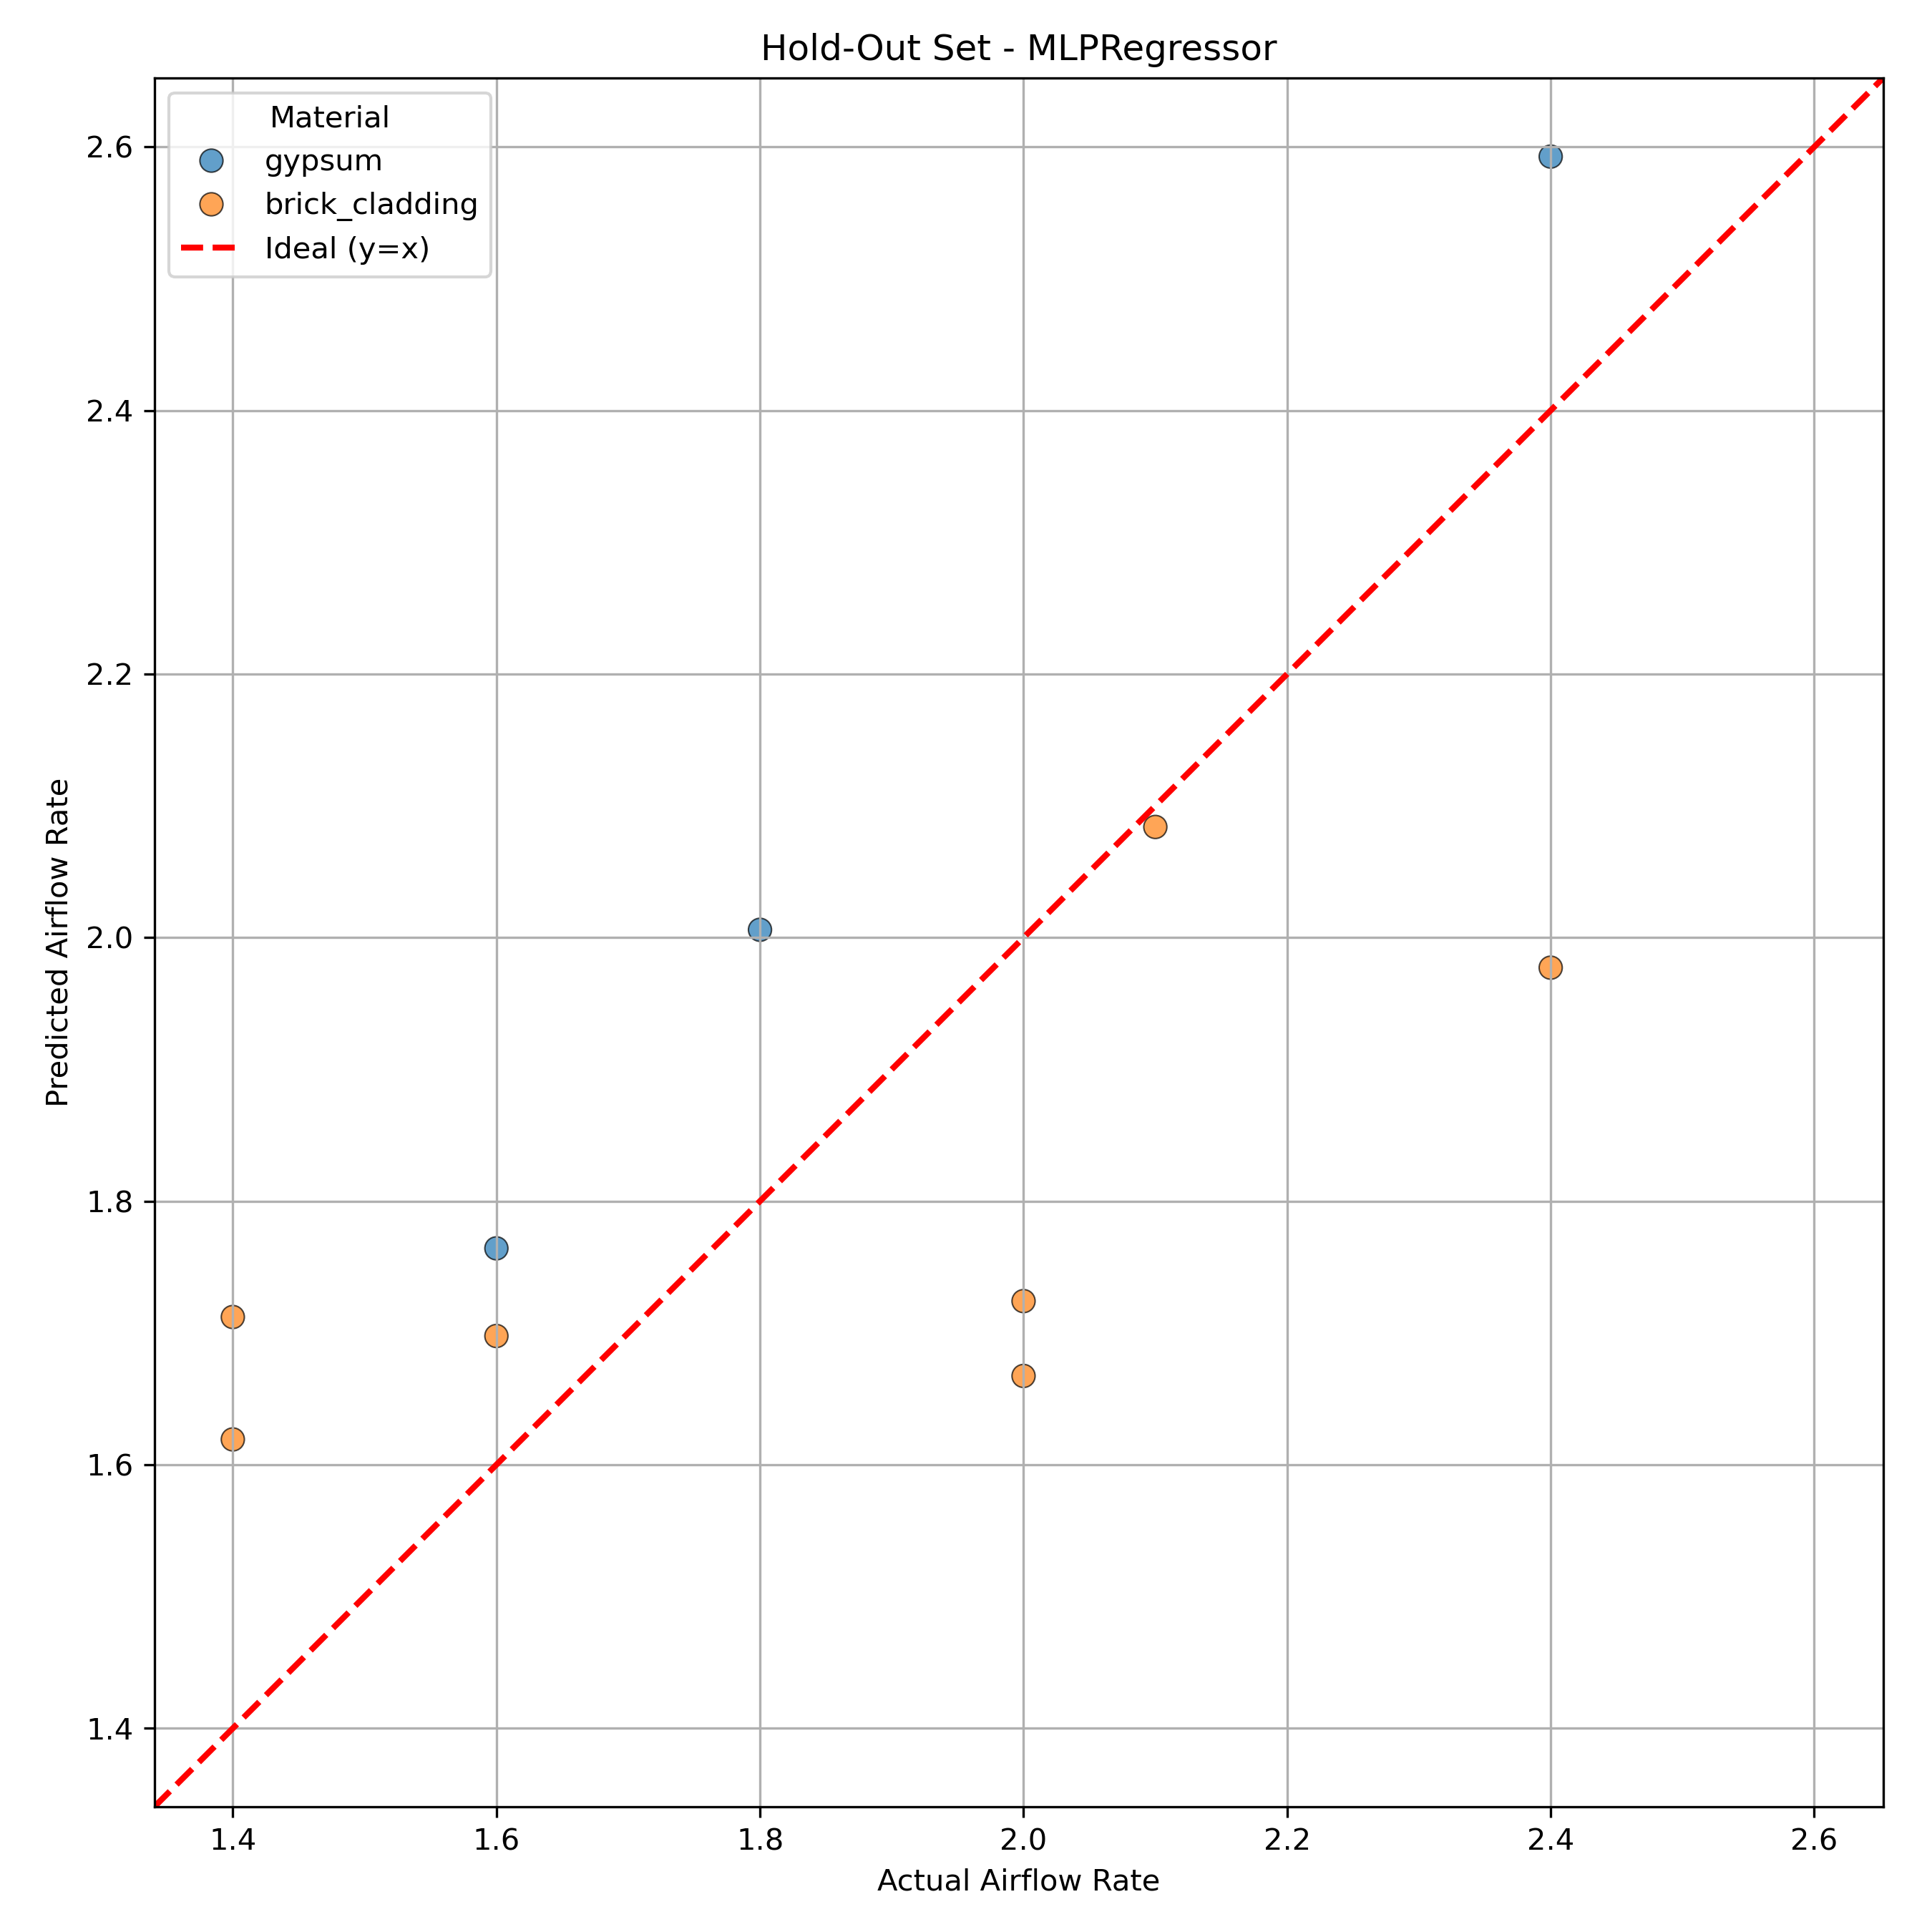 Hold-Out Set - MLPRegressor
Material
gypsum
brick_cladding
Ideal (y=x)
2.6
2.4
2.2
2.0
1.8
1.6
1.4
Predicted Airflow Rate
1.4 1.6 1.8 2.0 2.2 2.4 2.6
Actual Airflow Rate